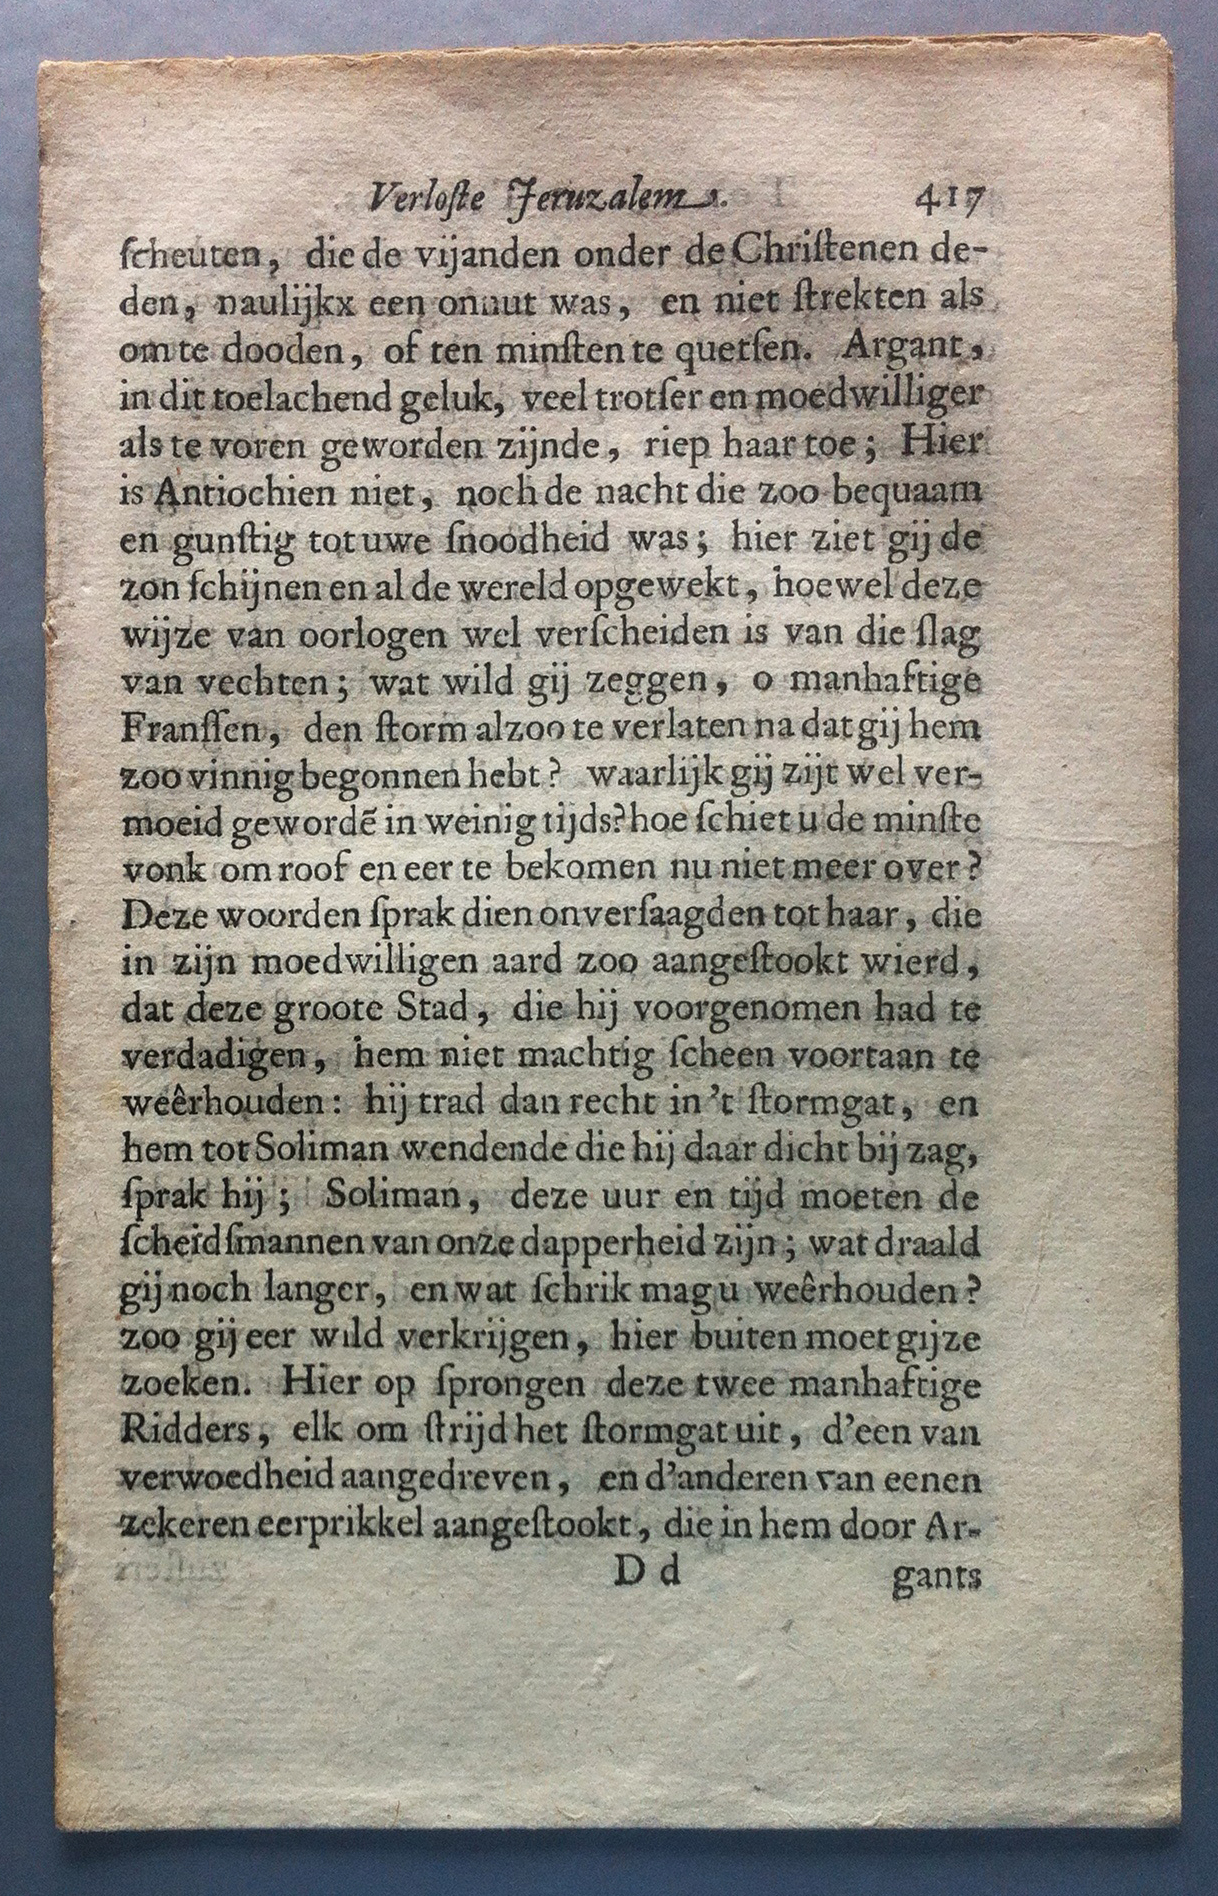 Verloſte Jeruzalem. 417
ſcheuten, die de vijanden onder de Chriſtenen de-
den, naulijkx een onnut was, en niet ſtrekten als
om te dooden, of ten minſten te quetſen. Argant,
in dit toelachend geluk, veel trotſer en moedwilliger
als te voren geworden zijnde, riep haar toe; Hier
is Antiochien niet, noch de nacht die zoo bequaam
en gunſtig tot uwe ſnoodheid was; hier ziet gij de
zon ſchijnen en al de wereld opgewekt, hoewel deze
wijze van oorlogen wel verſcheiden is van die ſlag
van vechten; wat wild gij zeggen, o manhaftige
Franſſen, den ſtorm alzoo te verlaten na dat gij hem
zoo vinnig begonnen hebt? waarlijk gij zijt wel ver-
moeid gewordẽ in weinig tijds? hoe ſchiet u de minſte
vonk om roof en eer te bekomen nu niet meer over?
Deze woorden ſprak dien onverſaagden tot haar, die
in zijn moedwilligen aard zoo aangeſtookt wierd,
dat deze groote Stad, die hij voorgenomen had te
verdadigen, hem niet machtig ſcheen voortaan te
weêrhouden: hij trad dan recht in 't ſtormgat, en
hem tot Soliman wendende die hij daar dicht bij zag,
ſprak hij; Soliman, deze uur en tijd moeten de
ſcheidſmannen van onze dapperheid zijn; wat draald
gij noch langer, en wat ſchrik mag u weêrhouden?
zoo gij eer wild verkrijgen, hier buiten moet gijze
zoeken. Hier op ſprongen deze twee manhaftige
Ridders, elk om ſtrijd het ſtormgat uit, d'een van
verwoedheid aangedreven, en d'anderen van eenen
zekeren eerprikkel aangeſtookt, die in hem door Ar-
D d gants